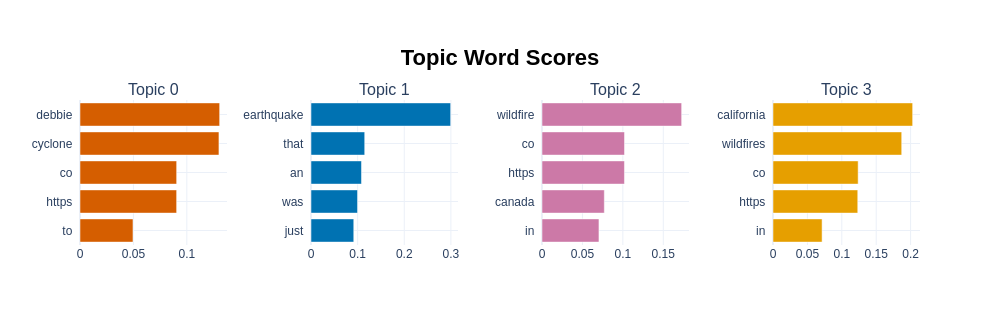 Topic Word Scores
Topic 0
debbie
cyclone
co
https
to
0 0.05 0.1
Topic 1
earthquake
that
an
was
just
0 0.1 0.2 0.3
Topic 2
wildfire
co
https
canada
in
0 0.05 0.1 0.15
Topic 3
california
wildfires
co
https
in
0 0.05 0.1 0.15 0.2